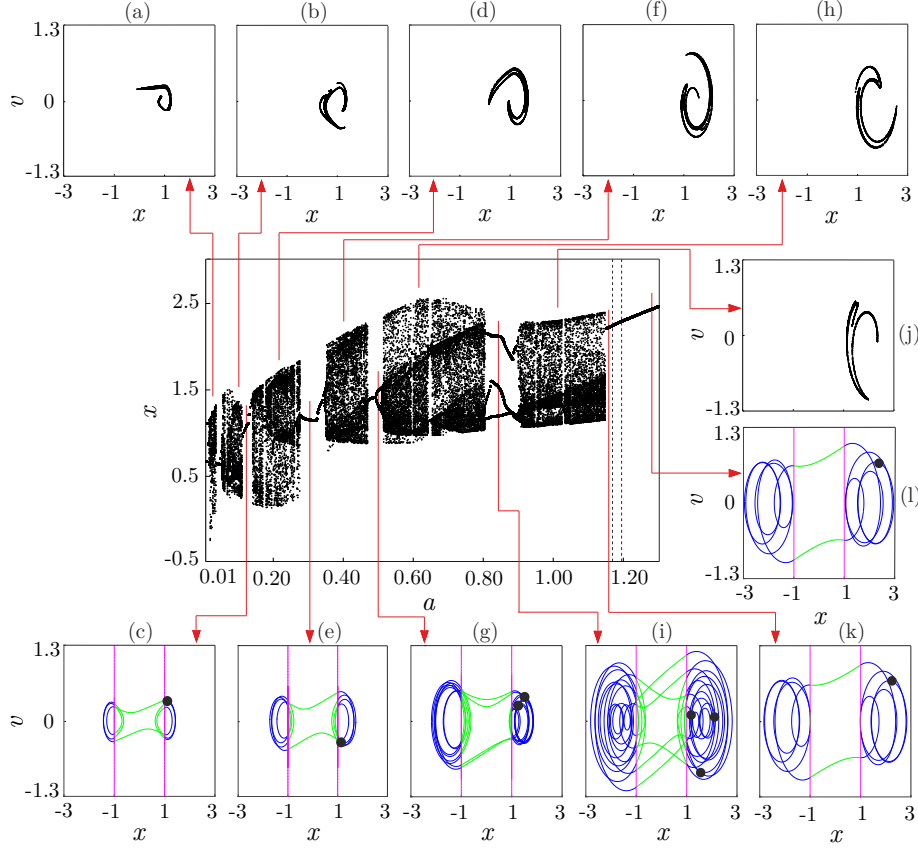 (a) (b) (d) (f) (h)
1.3
v 0
-1.3
-3 -1 1 3 -3 -1 1 3 -3 -1 1 3 -3 -1 1 3 -3 -1 1 3
x x x x x
2.5
x 1.5
0.5
-0.5
0.01 0.20 0.40 0.60 0.80 1.00 1.20
a
1.3
v 0 (j)
-1.3
1.3
v 0 (l)
-1.3
-3 -1 1 3
x
(c) (e) (g) (i) (k)
1.3
v 0
-1.3
-3 -1 1 3 -3 -1 1 3 -3 -1 1 3 -3 -1 1 3 -3 -1 1 3
x x x x x